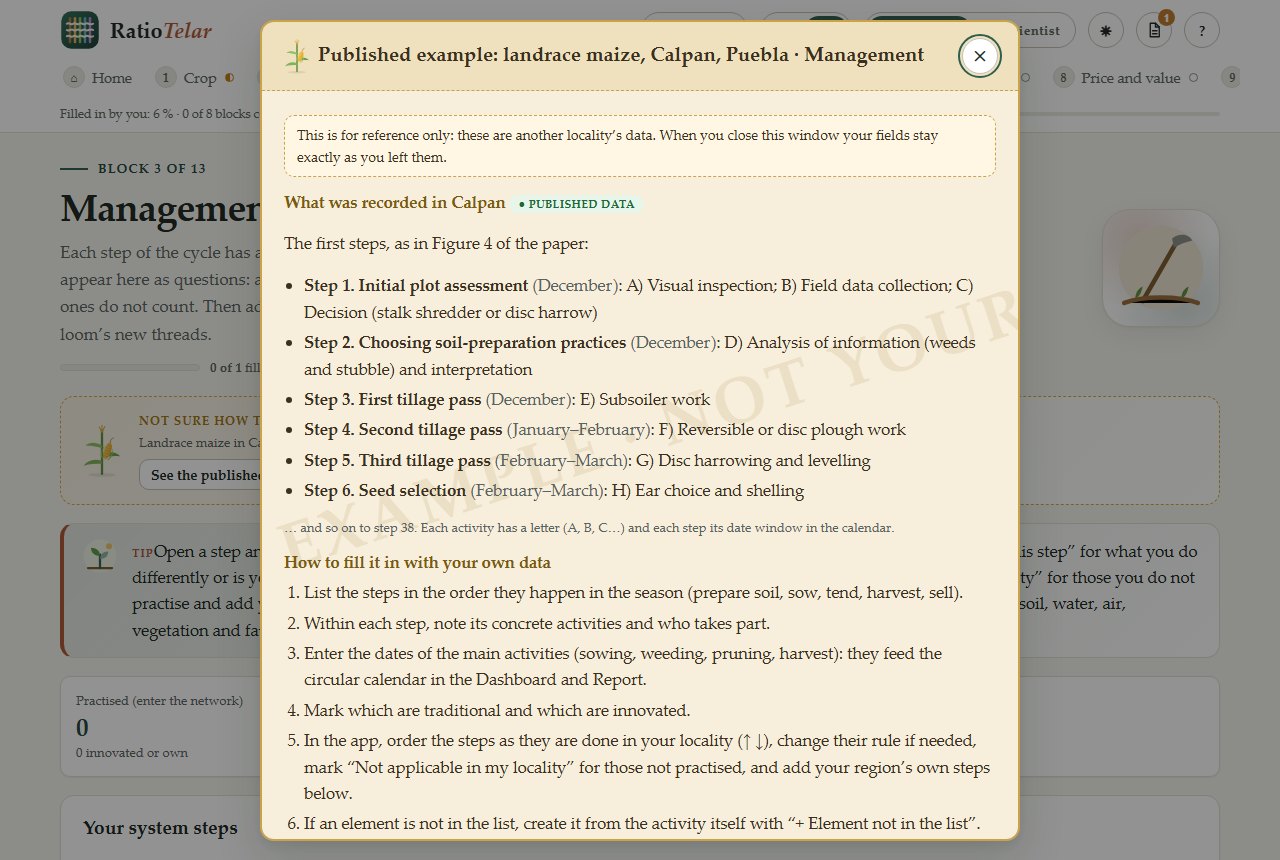 RatioTelar
ientist
1
?
Published example: landrace maize, Calpan, Puebla · Management
Home
1 Crop
8 Price and value
9
Filled in by you: 6 % · 0 of 8 blocks
This is for reference only: these are another locality’s data. When you close this window your fields stay
exactly as you left them.
BLOCK 3 OF 13
Managemen
Each step of the cycle has a
appear here as questions: a
ones do not count. Then ad
loom’s new threads.
0 of 1 fill
What was recorded in Calpan
• PUBLISHED DATA
The first steps, as in Figure 4 of the paper:
• Step 1. Initial plot assessment (December): A) Visual inspection; B) Field data collection; C)
Decision (stalk shredder or disc harrow)
• Step 2. Choosing soil-preparation practices (December): D) Analysis of information (weeds
and stubble) and interpretation
• Step 3. First tillage pass (December): E) Subsoiler work
• Step 4. Second tillage pass (January–February): F) Reversible or disc plough work
• Step 5. Third tillage pass (February–March): G) Disc harrowing and levelling
• Step 6. Seed selection (February–March): H) Ear choice and shelling
… and so on to step 38. Each activity has a letter (A, B, C…) and each step its date window in the calendar.
EXAMPLE · NOT YOUR
NOT SURE HOW T
Landrace maize in Ca
See the publishe
How to fill it in with your own data
1. List the steps in the order they happen in the season (prepare soil, sow, tend, harvest, sell).
2. Within each step, note its concrete activities and who takes part.
3. Enter the dates of the main activities (sowing, weeding, pruning, harvest): they feed the
circular calendar in the Dashboard and Report.
4. Mark which are traditional and which are innovated.
5. In the app, order the steps as they are done in your locality (↑ ↓), change their rule if needed,
mark “Not applicable in my locality” for those not practised, and add your region’s own steps
below.
6. If an element is not in the list, create it from the activity itself with “+ Element not in the list”.
TIP Open a step an
differently or is y
practise and add y
vegetation and fa
is step” for what you do
ty” for those you do not
soil, water, air,
Practised (enter the network)
0
0 innovated or own
Your system steps